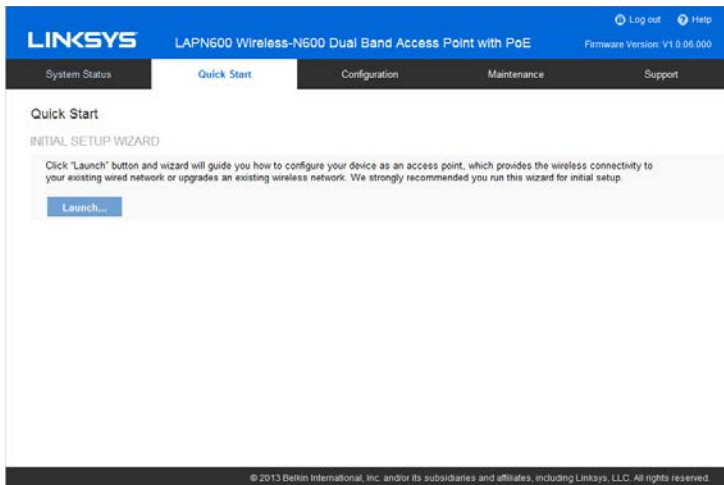 Log out Help
LINKSYS LAPN600 Wireless-N600 Dual Band Access Point with PoE Firmware Version: V1.0.06.000
System Status Quick Start Configuration Maintenance Support
Quick Start
INITIAL SETUP WIZARD
Click "Launch" button and wizard will guide you how to configure your device as an access point, which provides the wireless connectivity to
your existing wired network or upgrades an existing wireless network. We strongly recommended you run this wizard for initial setup.
Launch...
© 2013 Belkin International, Inc. and/or its subsidiaries and affiliates, including Linksys, LLC. All rights reserved.